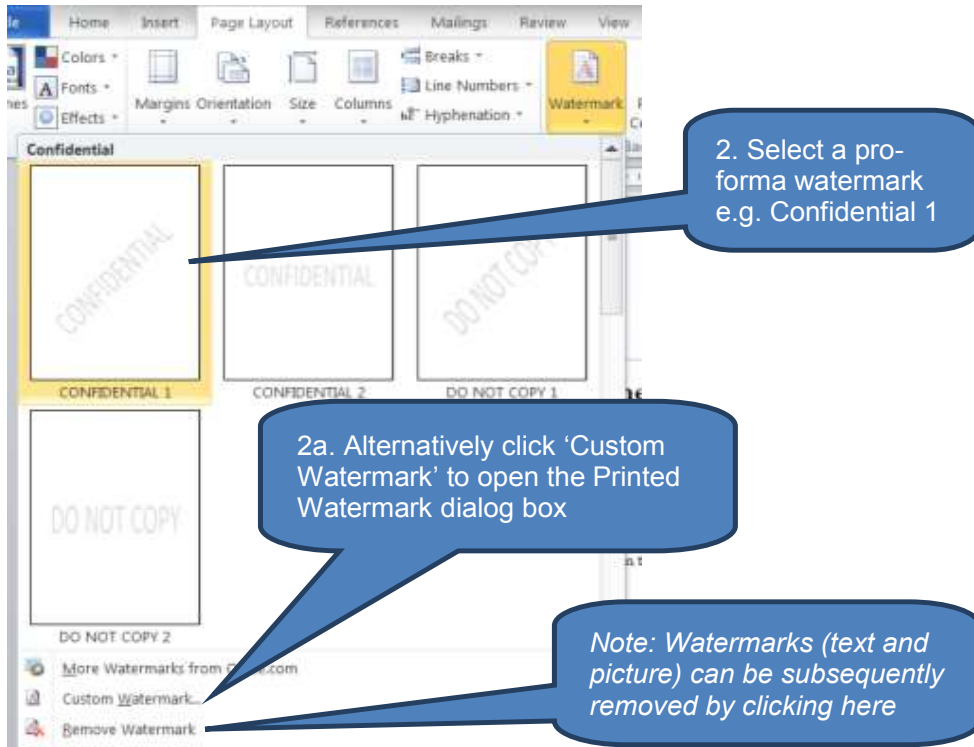 Home Insert Page Layout References Mailings Review View
Colors
Breaks
Fonts
Line Numbers
Effects
Margins Orientation Size Columns
Hyphenation
Watermark
Confidential
2. Select a pro-
forma watermark
e.g. Confidential 1
CONFIDENTIAL
CONFIDENTIAL
DO NOT COPY
CONFIDENTIAL 1 CONFIDENTIAL 2 DO NOT COPY 1
2a. Alternatively click ‘Custom
Watermark’ to open the Printed
Watermark dialog box
DO NOT COPY
DO NOT COPY 2
Note: Watermarks (text and
picture) can be subsequently
removed by clicking here
More Watermarks from
Custom Watermark...
Remove Watermark